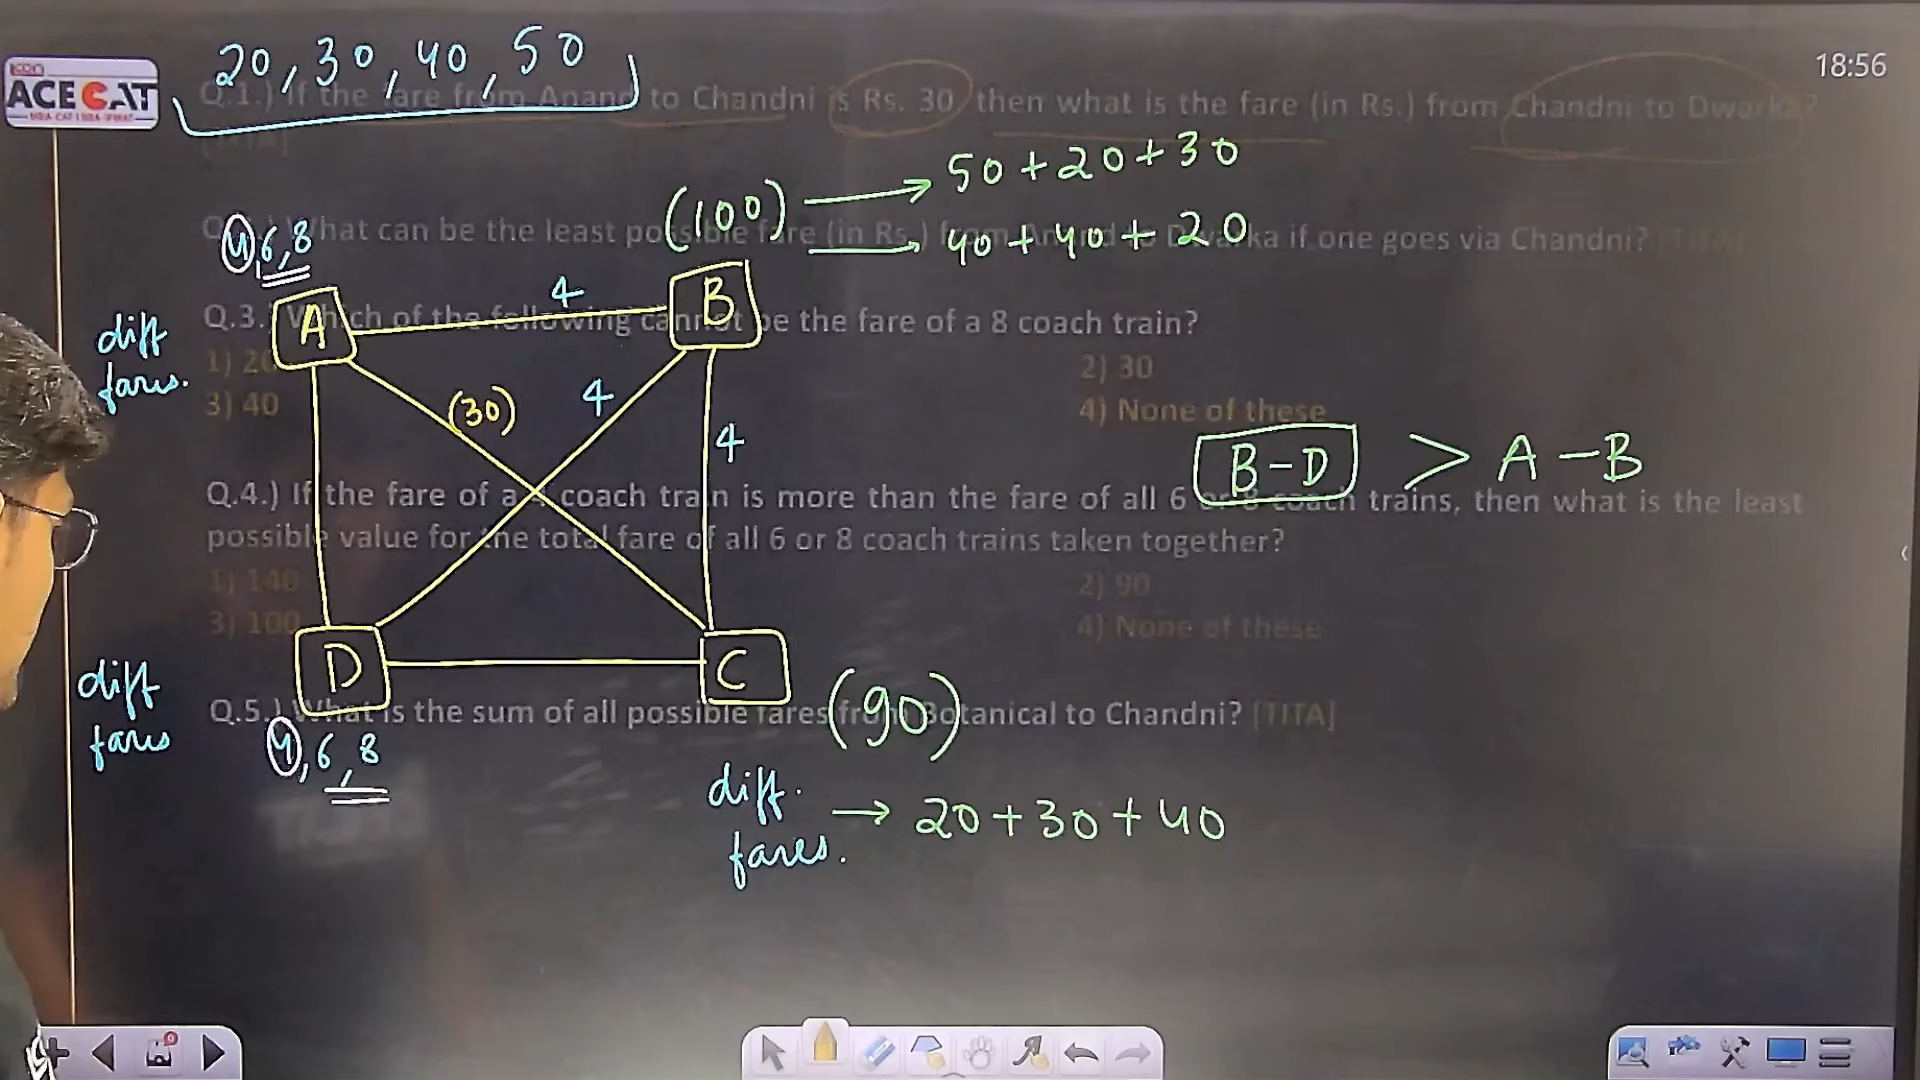 20, 30, 40, 50
18:56
ACE CAT
Q.1.) If the fare from Anand to Chandni is Rs. 30, then what is the fare (in Rs.) from Chandni to Dwarka?
[TITA]
(100) → 50 + 20 + 30
→ 40 + 40 + 20
What can be the least possible fare (in Rs.) from to Dwarka if one goes via Chandni? [TITA]
4, 6, 8
A 4 B
diff fares.
Q.3. Which of the following cannot be the fare of a 8 coach train?
1) 20 2) 30
3) 40 4) None of these
(30) 4 4
B-D > A-B
Q.4.) If the fare of a 4 coach train is more than the fare of all 6 or 8 coach trains, then what is the least
possible value for the total fare of all 6 or 8 coach trains taken together?
1) 140 2) 90
3) 100 4) None of these
D C
diff fares
(90)
Q.5.) What is the sum of all possible fares from Botanical to Chandni? [TITA]
4, 6, 8
diff. fares. → 20 + 30 + 40